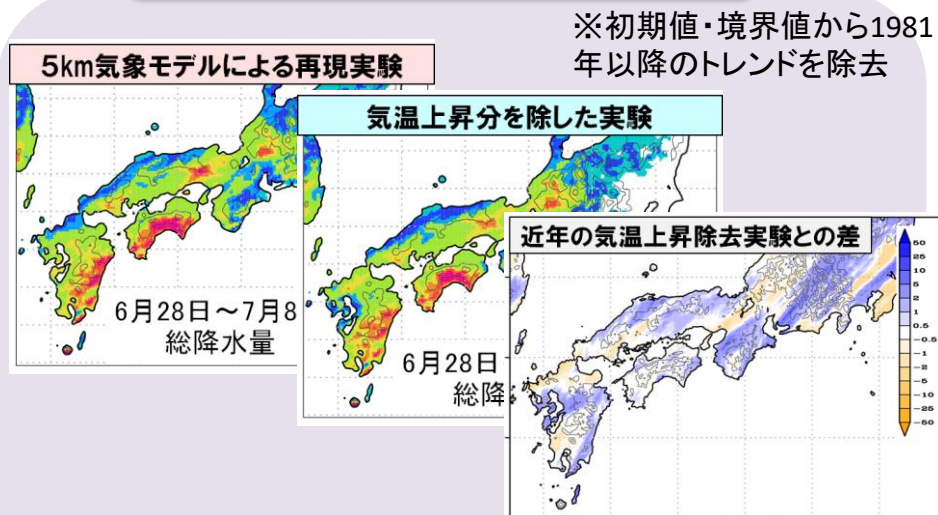 ※初期値・境界値から1981
年以降のトレンドを除去
5km気象モデルによる再現実験
6月28日～7月8
総降水量
気温上昇分を除した実験
6月28日
総降
近年の気温上昇除去実験との差
50
25
10
5
2
1
0.5
-0.5
-1
-2
-5
-10
-25
-50